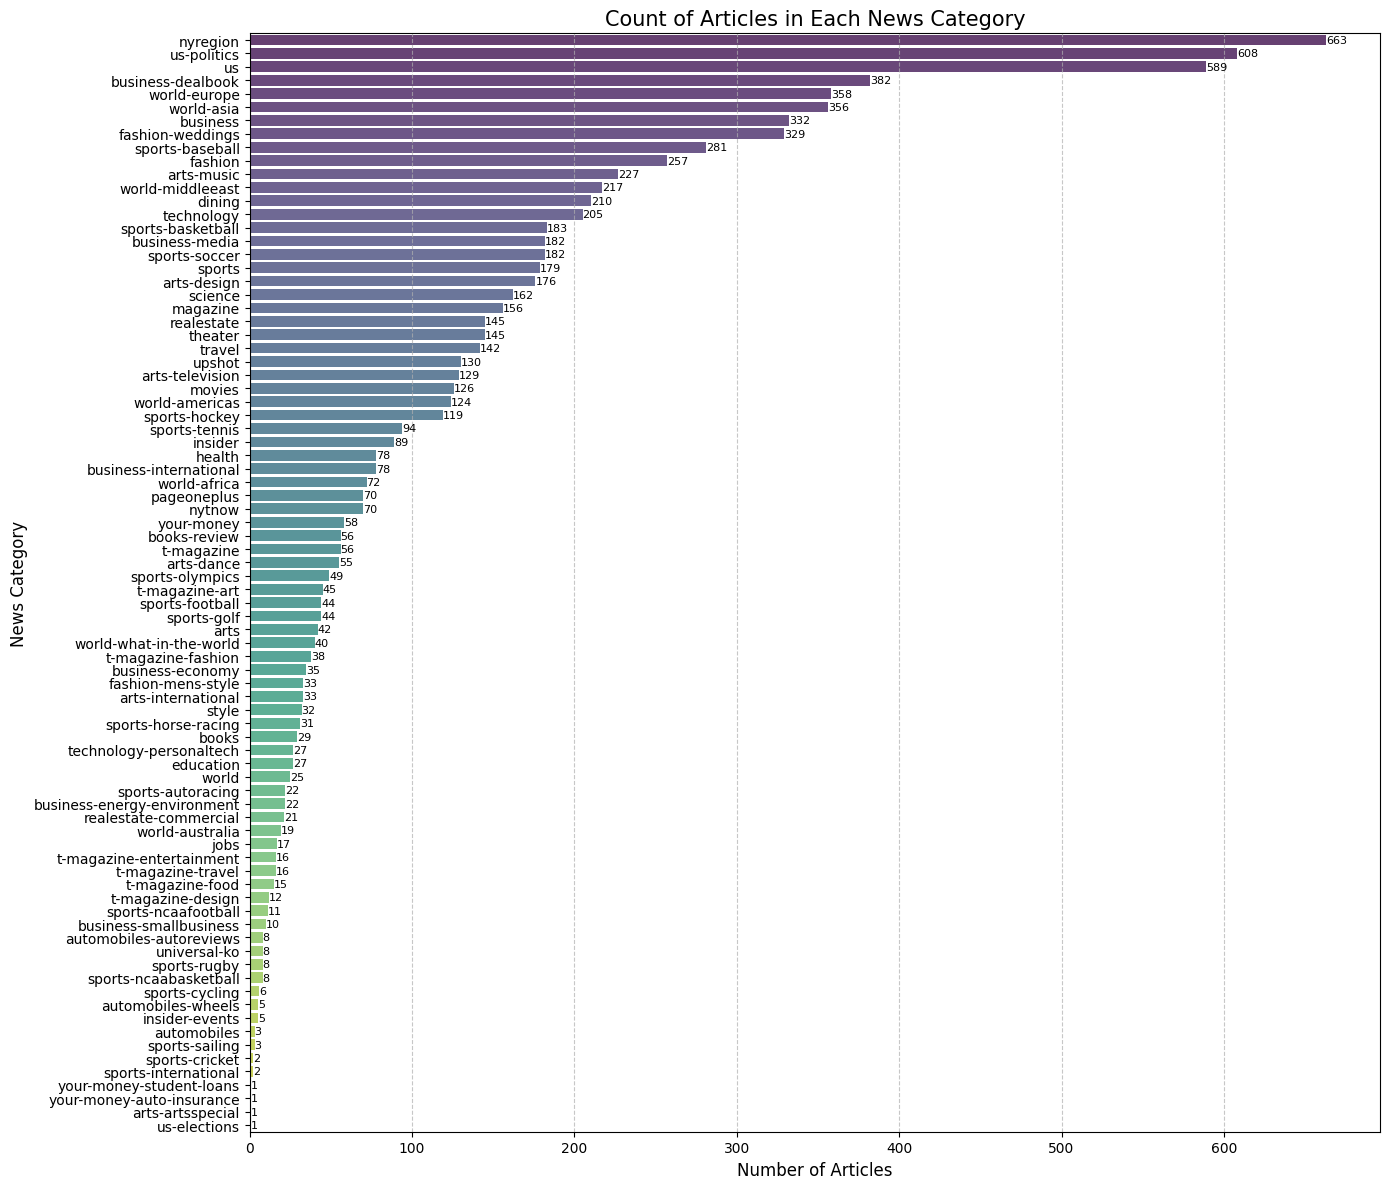 Count of Articles in Each News Category
nyregion 663
us-politics 608
us 589
business-dealbook 382
world-europe 358
world-asia 356
business 332
fashion-weddings 329
sports-baseball 281
fashion 257
arts-music 227
world-middleeast 217
dining 210
technology 205
sports-basketball 183
business-media 182
sports-soccer 182
sports 179
arts-design 176
science 162
magazine 156
realestate 145
theater 145
travel 142
upshot 130
arts-television 129
movies 126
world-americas 124
sports-hockey 119
sports-tennis 94
insider 89
health 78
business-international 78
world-africa 72
pageoneplus 70
nytnow 70
your-money 58
books-review 56
t-magazine 56
arts-dance 55
sports-olympics 49
t-magazine-art 45
sports-football 44
sports-golf 44
arts 42
world-what-in-the-world 40
t-magazine-fashion 38
business-economy 35
fashion-mens-style 33
arts-international 33
style 32
sports-horse-racing 31
books 29
technology-personaltech 27
education 27
world 25
sports-autoracing 22
business-energy-environment 22
realestate-commercial 21
world-australia 19
jobs 17
t-magazine-entertainment 16
t-magazine-travel 16
t-magazine-food 15
t-magazine-design 12
sports-ncaafootball 11
business-smallbusiness 10
automobiles-autoreviews 8
universal-ko 8
sports-rugby 8
sports-ncaabasketball 8
sports-cycling 6
automobiles-wheels 5
insider-events 5
automobiles 3
sports-sailing 3
sports-cricket 2
sports-international 2
your-money-student-loans 1
your-money-auto-insurance 1
arts-artsspecial 1
us-elections 1
0 100 200 300 400 500 600
Number of Articles
News Category